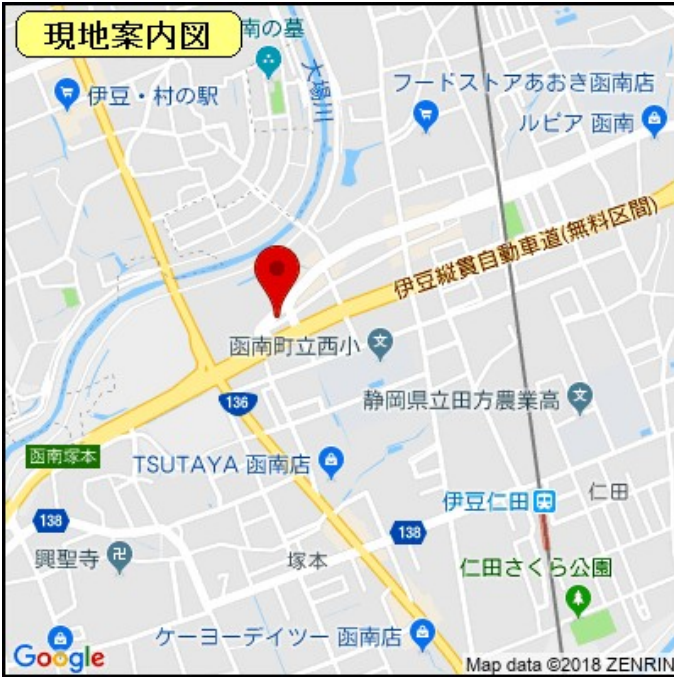 現地案内図
南の墓
大場川
伊豆・村の駅
フードストアあおき函南店
ルピア 函南
伊豆縦貫自動車道(無料区間)
函南町立西小
文
静岡県立田方農業高
文
136
函南塚本
TSUTAYA 函南店
伊豆仁田
仁田
138
138
興聖寺
卍
塚本
仁田さくら公園
ケーヨーデイツー 函南店
Google
Map data ©2018 ZENRIN